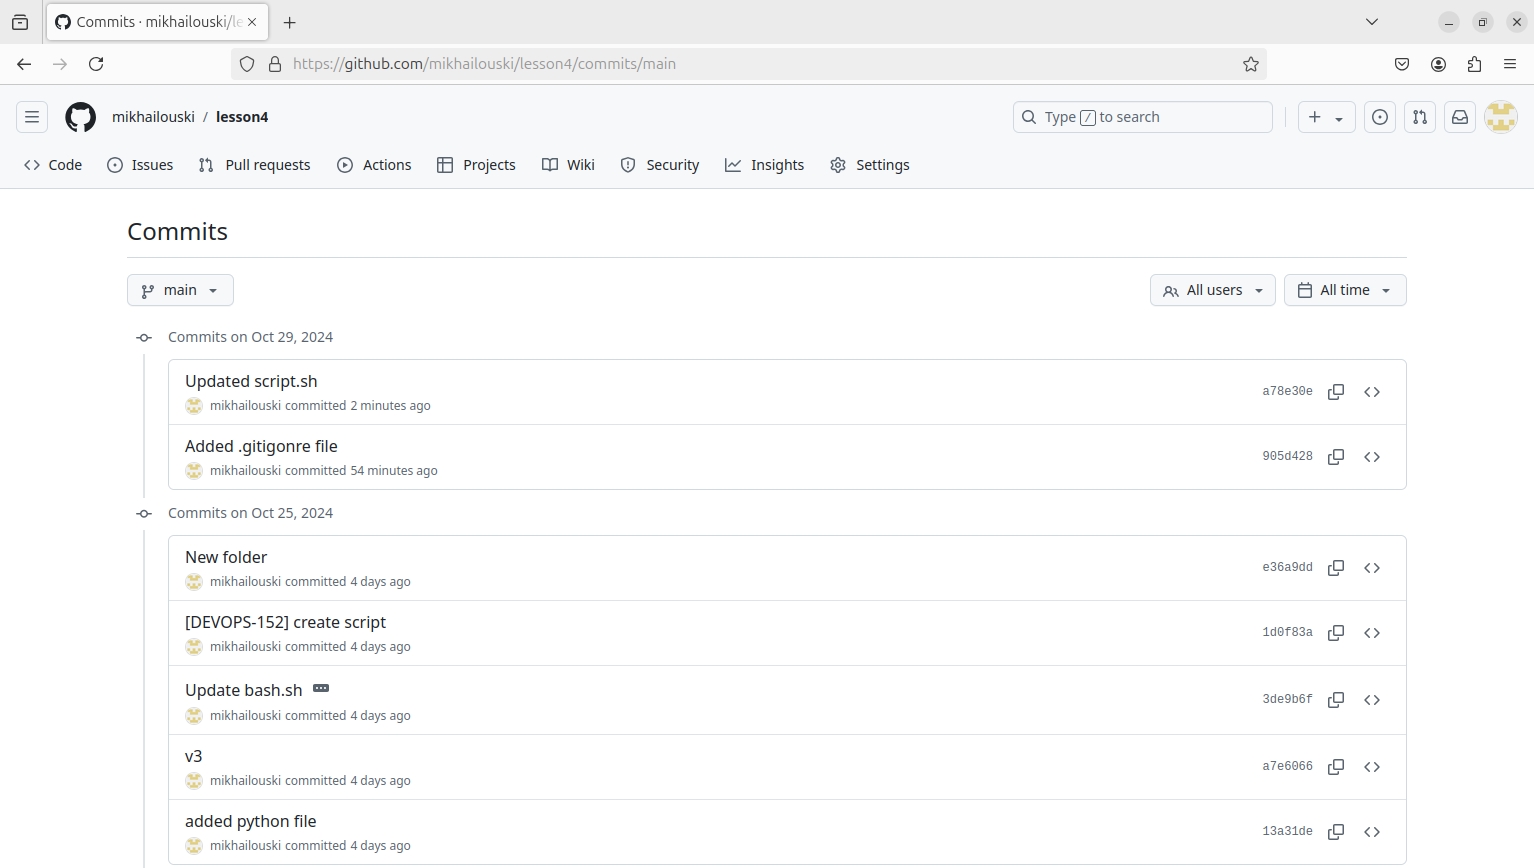 Commits · mikhailouski/le
https://github.com/mikhailouski/lesson4/commits/main
mikhailouski / lesson4
Type / to search
Code Issues Pull requests Actions Projects Wiki Security Insights Settings
Commits
main All users All time
Commits on Oct 29, 2024
Updated script.sh
a78e30e
mikhailouski committed 2 minutes ago
Added .gitigonre file
905d428
mikhailouski committed 54 minutes ago
Commits on Oct 25, 2024
New folder
e36a9dd
mikhailouski committed 4 days ago
[DEVOPS-152] create script
1d0f83a
mikhailouski committed 4 days ago
Update bash.sh
3de9b6f
mikhailouski committed 4 days ago
v3
a7e6066
mikhailouski committed 4 days ago
added python file
13a31de
mikhailouski committed 4 days ago